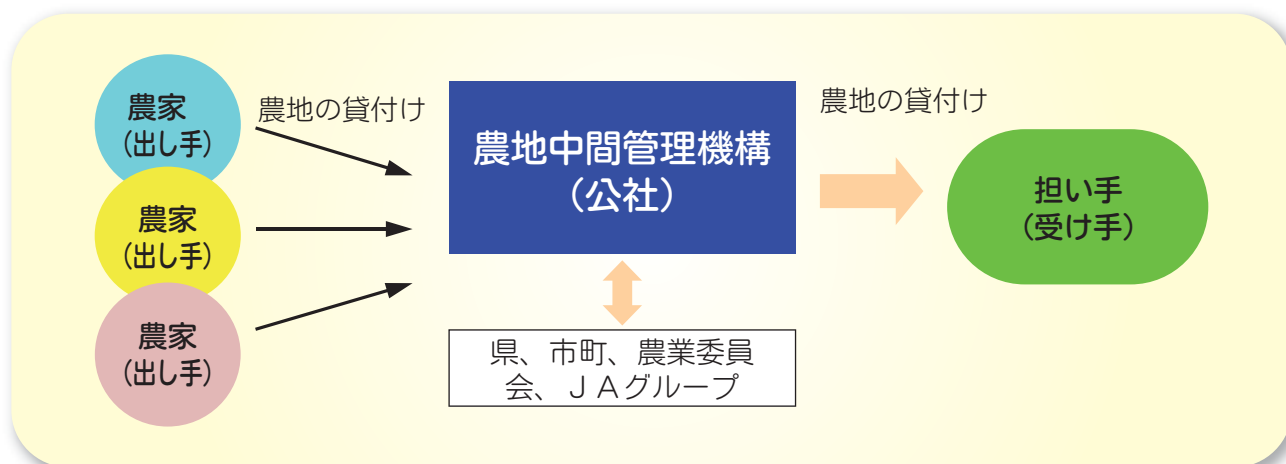 農家
(出し手)
農地の貸付け
農家
(出し手)
農家
(出し手)
農地中間管理機構
(公社)
県、市町、農業委員
会、ＪＡグループ
農地の貸付け
担い手
(受け手)